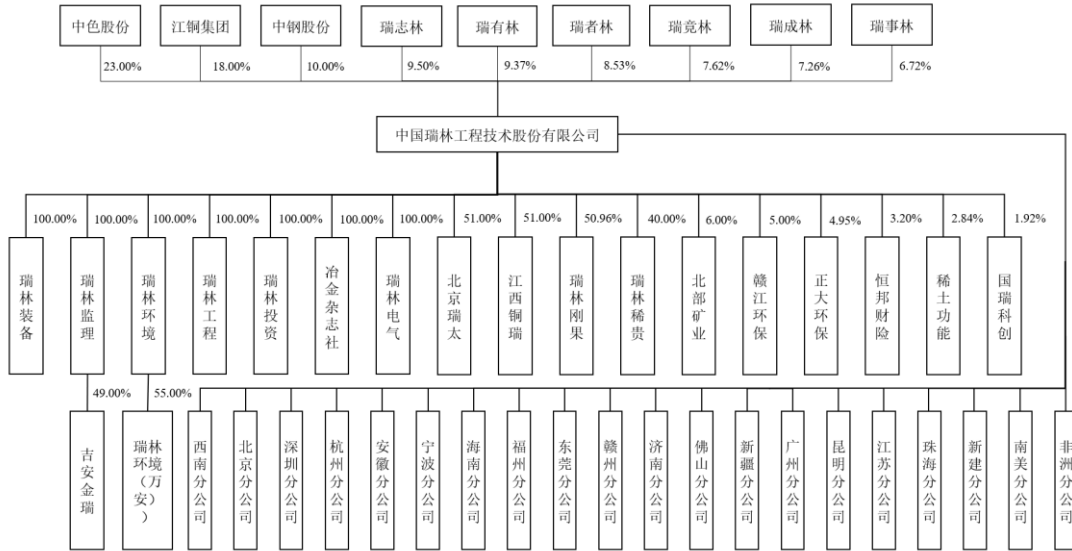 中色股份
江铜集团
中钢股份
瑞志林
瑞有林
瑞者林
瑞竟林
瑞成林
瑞事林
23.00%
18.00%
10.00%
9.50%
9.37%
8.53%
7.62%
7.26%
6.72%
中国瑞林工程技术股份有限公司
100.00%
100.00%
100.00%
100.00%
100.00%
100.00%
100.00%
51.00%
51.00%
50.96%
40.00%
6.00%
5.00%
4.95%
3.20%
2.84%
1.92%
瑞林装备
瑞林监理
瑞林环境
瑞林工程
瑞林投资
冶金杂志社
瑞林电气
北京瑞太
江西铜瑞
瑞林刚果
瑞林稀贵
北部矿业
赣江环保
正大环保
恒邦财险
稀土功能
国瑞科创
49.00%
55.00%
吉安金瑞
瑞林环境（万安）
西南分公司
北京分公司
深圳分公司
杭州分公司
安徽分公司
宁波分公司
海南分公司
福州分公司
东莞分公司
赣州分公司
济南分公司
佛山分公司
新疆分公司
广州分公司
昆明分公司
江苏分公司
珠海分公司
新建分公司
南美分公司
非洲分公司